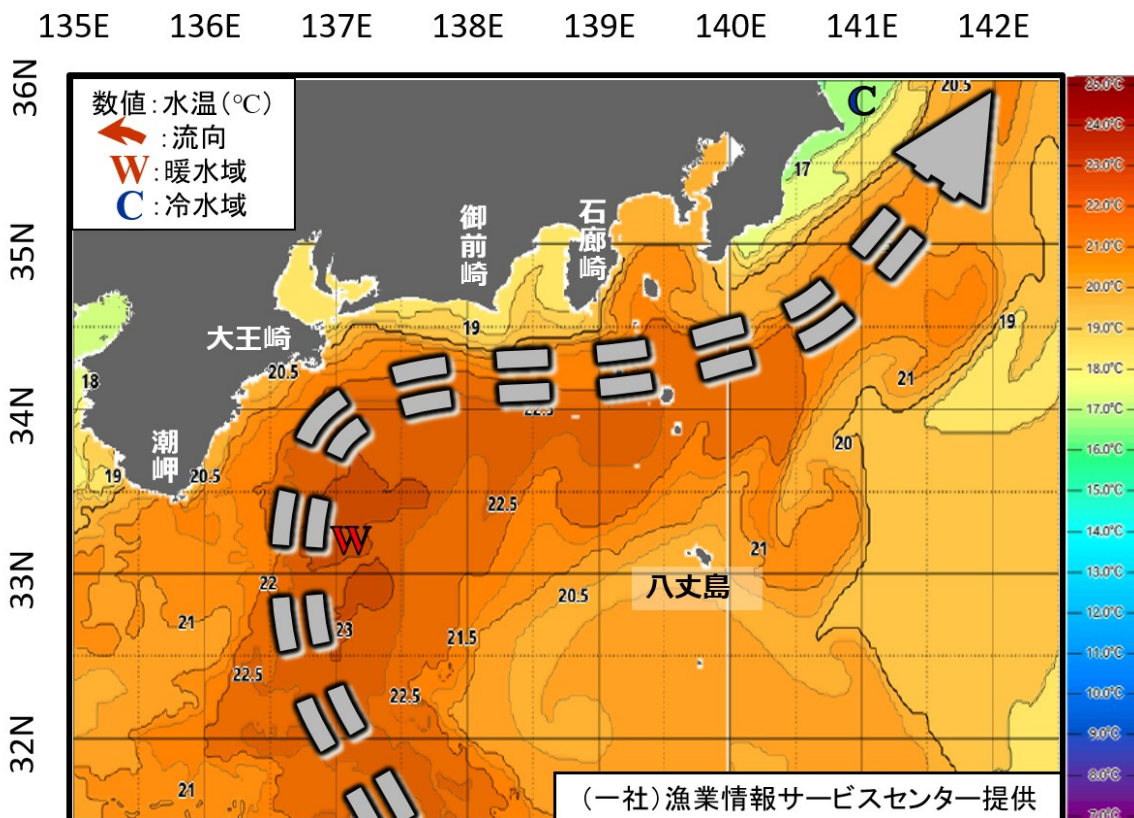 135E 136E 137E 138E 139E 140E 141E 142E
36N
35N
34N
33N
32N
数値:水温(℃)
:流向
W:暖水域
C:冷水域
C
20.5
17
御前崎
石廊崎
大王崎
19
19
20.5
18
潮岬
22.5
21
20
19
20.5
22.5
W
21
22
20.5
八丈島
21
23
21.5
22.5
22.5
21
(一社)漁業情報サービスセンター提供
25.0°C
24.0°C
23.0°C
22.0°C
21.0°C
20.0°C
19.0°C
18.0°C
17.0°C
16.0°C
15.0°C
14.0°C
13.0°C
12.0°C
11.0°C
10.0°C
9.0°C
8.0°C
7.0°C